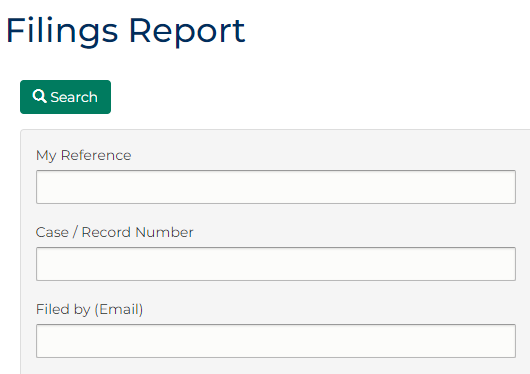 Filings Report
Search
My Reference
Case / Record Number
Filed by (Email)